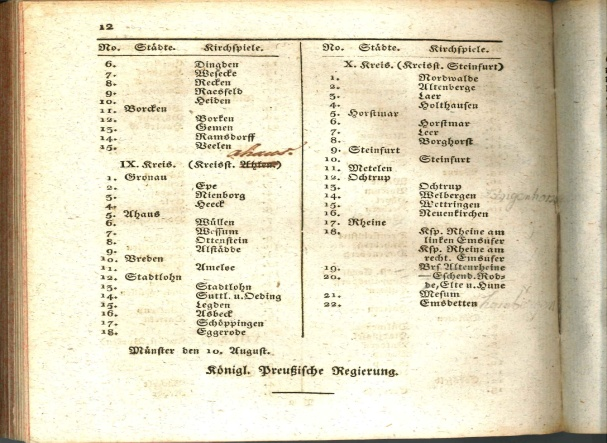 12
No. Städte. Kirchspiele.
6. Dingden
7. Wesecke
8. Recken
9. Raesfeld
10. Heiden
11. Borcken
12. Borken
13. Gemen
14. Ramsdorff
15. Veelen
ahaus.
IX. Kreis. (Kreisst. Ahlen)
1. Gronau
2. Epe
3. Nienborg
4. Heeck
5. Ahaus
6. Wüllen
7. Wessum
8. Ottenstein
9. Alstädde
10. Vreden
11. Ameloe
12. Stadtlohn
13. Stadtlohn
14. Suttl. u. Oeding
15. Legden
16. Asbeck
17. Schöppingen
18. Eggerode
No. Städte. Kirchspiele.
X. Kreis. (Kreisst. Steinfurt)
1. Nordwalde
2. Altenberge
3. Laer
4. Holthausen
5. Horstmar
6. Horstmar
7. Leer
8. Borghorst
9. Steinfurt
10. Steinfurt
11. Metelen
12. Ochtrup
13. Ochtrup
14. Welbergen
15. Wettringen
16. Neuenkirchen
17. Rheine
18. Ksp. Rheine am
linken Emsufer
Ksp. Rheine am
recht. Emsufer
19. Brs. Altenrheine
20. — Eschend. Rod-
de, Elte u. Hune
21. Mesum
22. Emsdetten
Münster den 10. August.
Königl. Preußische Regierung.